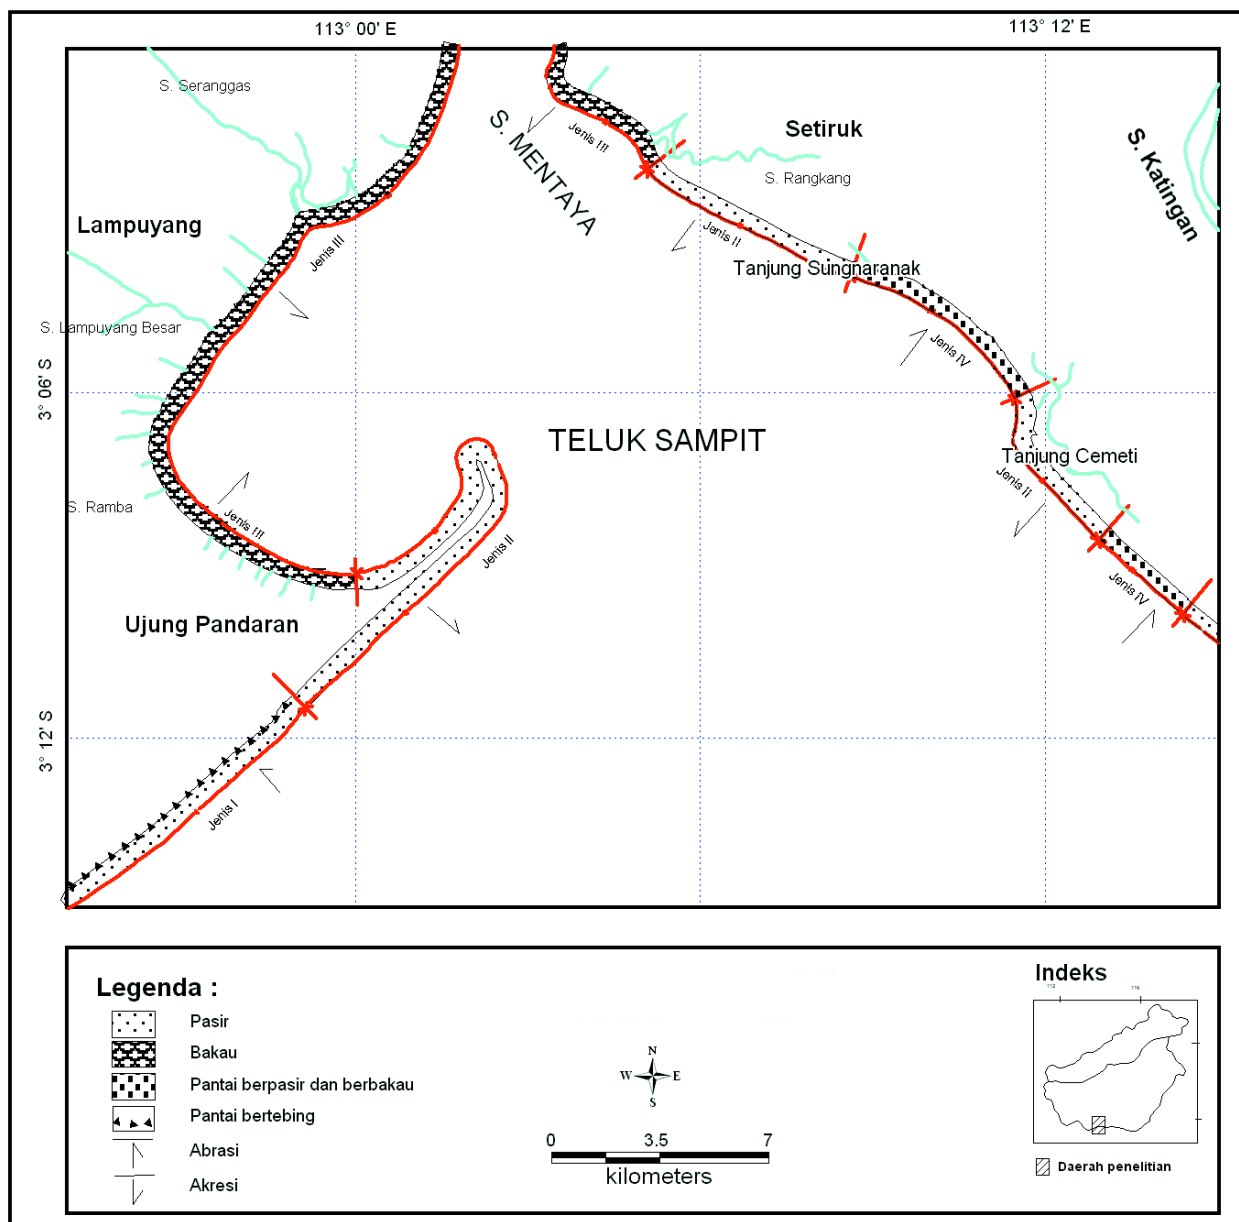 113° 00' E
113° 12' E
S. Seranggas
S. MENTAYA
Jenis III
Setiruk
S. Katingan
S. Rangkang
Lampuyang
Jenis III
Jenis II
Tanjung Sungnaranak
S. Lampuyang Besar
Jenis IV
3° 06' S
TELUK SAMPIT
Tanjung Cemeti
Jenis II
S. Ramba
Jenis III
Jenis II
Jenis IV
Ujung Pandaran
3° 12' S
Jenis I
Legenda :
Pasir
Bakau
Pantai berpasir dan berbakau
Pantai bertebing
Abrasi
Akresi
N
W E
S
0 3.5 7
kilometers
Indeks
112 116
Daerah penelitian